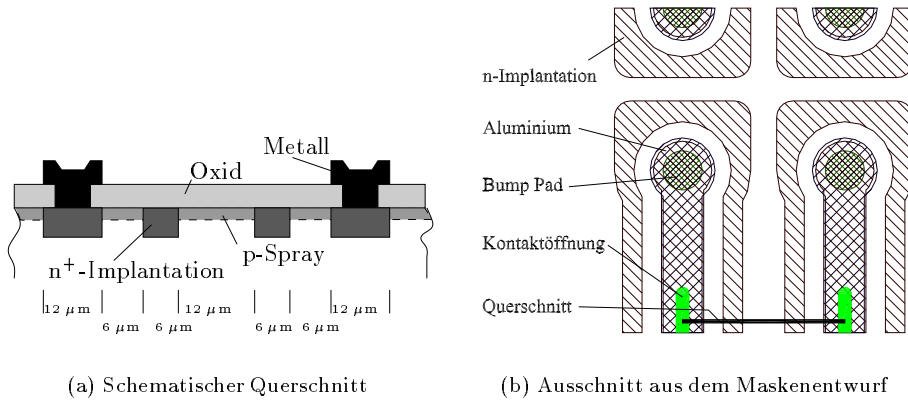 Metall
Oxid
n⁺-Implantation
p-Spray
12 μm
12 μm
12 μm
6 μm
6 μm
6 μm
6 μm
(a) Schematischer Querschnitt
n-Implantation
Aluminium
Bump Pad
Kontaktöffnung
Querschnitt
(b) Ausschnitt aus dem Maskenentwurf